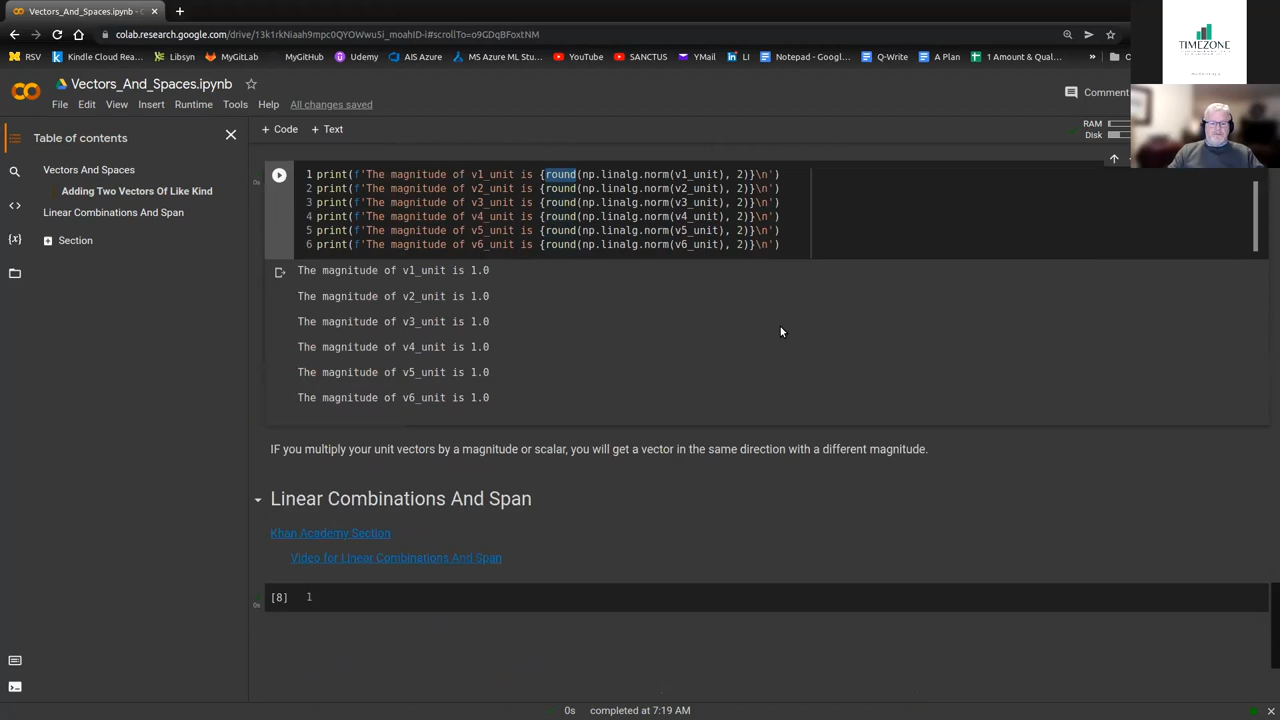 Vectors_And_Spaces.ipynb - C
colab.research.google.com/drive/13k1rkNiaah9mpc0QYOWwu5i_moahID-i#scrollTo=o9GDqBFoxtNM
RSV Kindle Cloud Rea... Libsyn MyGitLab MyGitHub Udemy AIS Azure MS Azure ML Stu... YouTube SANCTUS YMail LI Notepad - Googl... Q-Write A Plan 1 Amount & Qual... »
TIMEZONE
Vectors_And_Spaces.ipynb
File Edit View Insert Runtime Tools Help All changes saved
Comment
Table of contents
+ Code + Text
RAM
Disk
Vectors And Spaces
Adding Two Vectors Of Like Kind
Linear Combinations And Span
Section
0s
1 print(f'The magnitude of v1_unit is {round(np.linalg.norm(v1_unit), 2)}\n')
2 print(f'The magnitude of v2_unit is {round(np.linalg.norm(v2_unit), 2)}\n')
3 print(f'The magnitude of v3_unit is {round(np.linalg.norm(v3_unit), 2)}\n')
4 print(f'The magnitude of v4_unit is {round(np.linalg.norm(v4_unit), 2)}\n')
5 print(f'The magnitude of v5_unit is {round(np.linalg.norm(v5_unit), 2)}\n')
6 print(f'The magnitude of v6_unit is {round(np.linalg.norm(v6_unit), 2)}\n')
The magnitude of v1_unit is 1.0
The magnitude of v2_unit is 1.0
The magnitude of v3_unit is 1.0
The magnitude of v4_unit is 1.0
The magnitude of v5_unit is 1.0
The magnitude of v6_unit is 1.0
IF you multiply your unit vectors by a magnitude or scalar, you will get a vector in the same direction with a different magnitude.
Linear Combinations And Span
Khan Academy Section
Video for Linear Combinations And Span
[8] 1
0s
0s completed at 7:19 AM